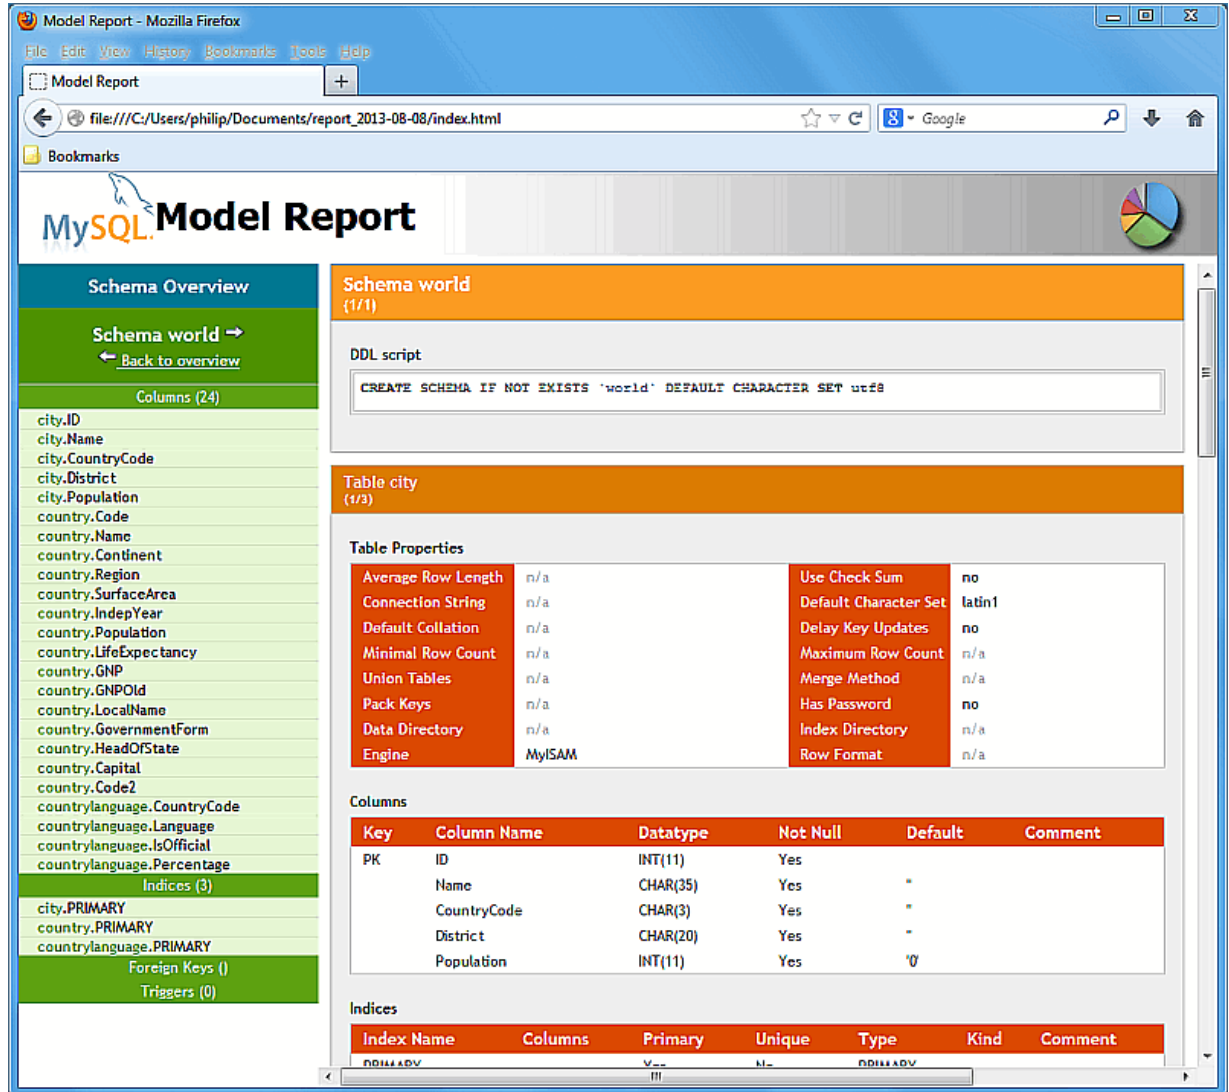 Model Report - Mozilla Firefox
File Edit View History Bookmarks Tools Help
Model Report +
file:///C:/Users/philip/Documents/report_2013-08-08/index.html
8 Google
Bookmarks
MySQL. Model Report
Schema Overview
Schema world
Back to overview
Columns (24)
city.ID
city.Name
city.CountryCode
city.District
city.Population
country.Code
country.Name
country.Continent
country.Region
country.SurfaceArea
country.IndepYear
country.Population
country.LifeExpectancy
country.GNP
country.GNPOld
country.LocalName
country.GovernmentForm
country.HeadOfState
country.Capital
country.Code2
countrylanguage.CountryCode
countrylanguage.Language
countrylanguage.IsOfficial
countrylanguage.Percentage
Indices (3)
city.PRIMARY
country.PRIMARY
countrylanguage.PRIMARY
Foreign Keys ()
Triggers (0)
Schema world
(1/1)
DDL script
CREATE SCHEMA IF NOT EXISTS `world` DEFAULT CHARACTER SET utf8
Table city
(1/3)
Table Properties
Average Row Length n/a Use Check Sum no
Connection String n/a Default Character Set latin1
Default Collation n/a Delay Key Updates no
Minimal Row Count n/a Maximum Row Count n/a
Union Tables n/a Merge Method n/a
Pack Keys n/a Has Password no
Data Directory n/a Index Directory n/a
Engine MyISAM Row Format n/a
Columns
Key Column Name Datatype Not Null Default Comment
PK ID INT(11) Yes
Name CHAR(35) Yes ''
CountryCode CHAR(3) Yes ''
District CHAR(20) Yes ''
Population INT(11) Yes '0'
Indices
Index Name Columns Primary Unique Type Kind Comment
PRIMARY Yes No PRIMARY